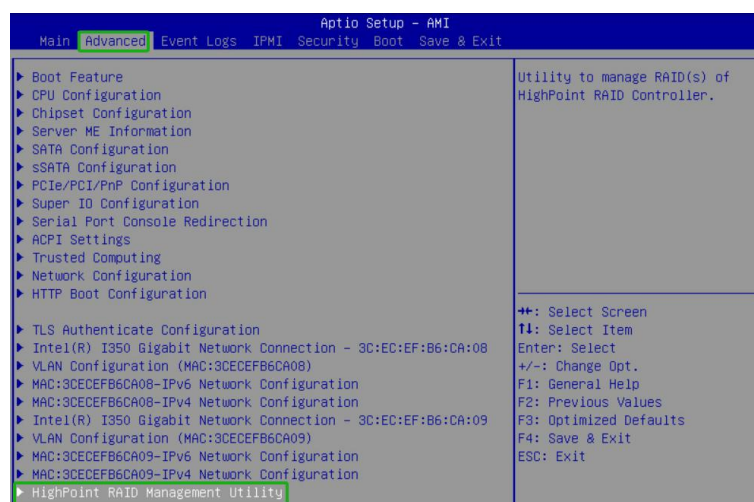 Aptio Setup - AMI
Main Advanced Event Logs IPMI Security Boot Save & Exit
Boot Feature
CPU Configuration
Chipset Configuration
Server ME Information
SATA Configuration
sSATA Configuration
PCIe/PCI/PnP Configuration
Super IO Configuration
Serial Port Console Redirection
ACPI Settings
Trusted Computing
Network Configuration
HTTP Boot Configuration
TLS Authenticate Configuration
Intel(R) I350 Gigabit Network Connection - 3C:EC:EF:B6:CA:08
VLAN Configuration (MAC:3CECEFB6CA08)
MAC:3CECEFB6CA08-IPv6 Network Configuration
MAC:3CECEFB6CA08-IPv4 Network Configuration
Intel(R) I350 Gigabit Network Connection - 3C:EC:EF:B6:CA:09
VLAN Configuration (MAC:3CECEFB6CA09)
MAC:3CECEFB6CA09-IPv6 Network Configuration
MAC:3CECEFB6CA09-IPv4 Network Configuration
HighPoint RAID Management Utility
Utility to manage RAID(s) of
HighPoint RAID Controller.
→←: Select Screen
↑↓: Select Item
Enter: Select
+/-: Change Opt.
F1: General Help
F2: Previous Values
F3: Optimized Defaults
F4: Save & Exit
ESC: Exit